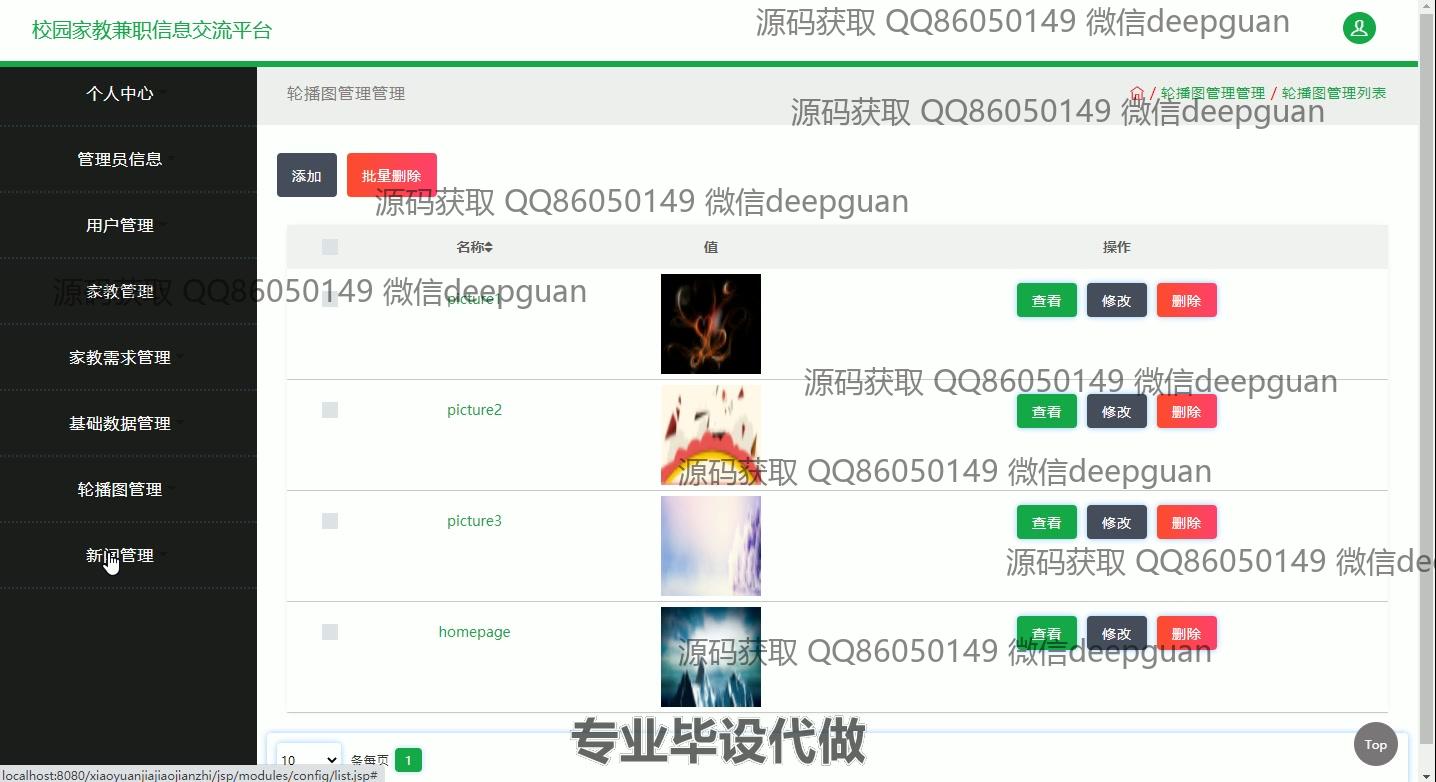 校园家教兼职信息交流平台
源码获取 QQ86050149 微信deepguan
个人中心
轮播图管理管理
/ 轮播图管理管理 / 轮播图管理列表
源码获取 QQ86050149 微信deepguan
管理员信息
添加
批量删除
源码获取 QQ86050149 微信deepguan
用户管理
名称
值
操作
家教管理
源码获取 QQ86050149 微信deepguan
picture1
查看
修改
删除
家教需求管理
源码获取 QQ86050149 微信deepguan
picture2
查看
修改
删除
基础数据管理
源码获取 QQ86050149 微信deepguan
轮播图管理
picture3
查看
修改
删除
新闻管理
源码获取 QQ86050149 微信dee
homepage
查看
修改
删除
源码获取 QQ86050149 微信deepguan
专业毕设代做
Top
10
条每页
1
localhost:8080/xiaoyuanjiajiaojianzhi/jsp/modules/config/list.jsp#